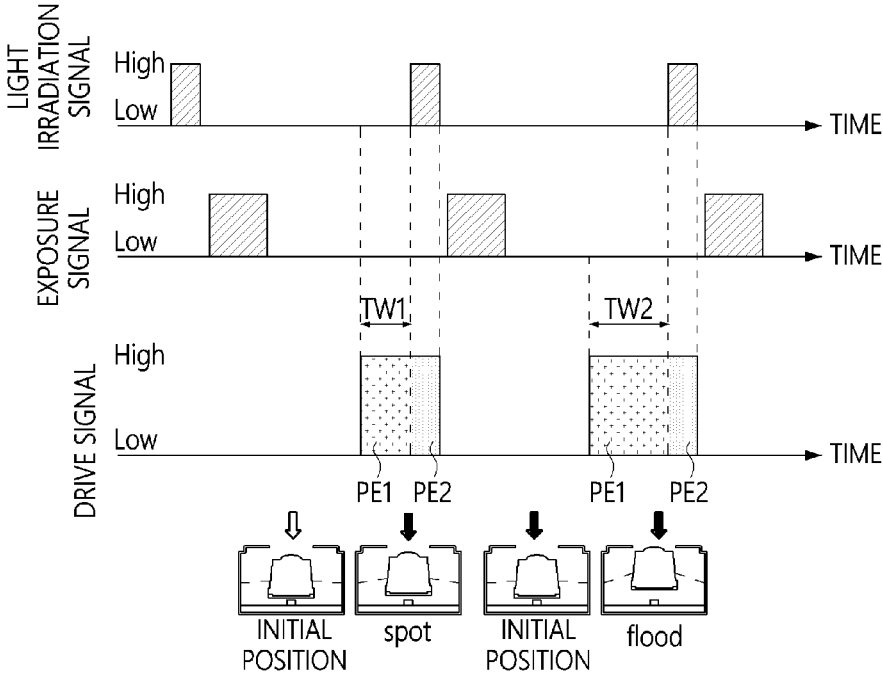 LIGHT
IRRADIATION
SIGNAL
High
Low
TIME
EXPOSURE
SIGNAL
High
Low
TIME
TW1
TW2
DRIVE SIGNAL
High
Low
TIME
PE1
PE2
PE1
PE2
INITIAL
POSITION
spot
INITIAL
POSITION
flood